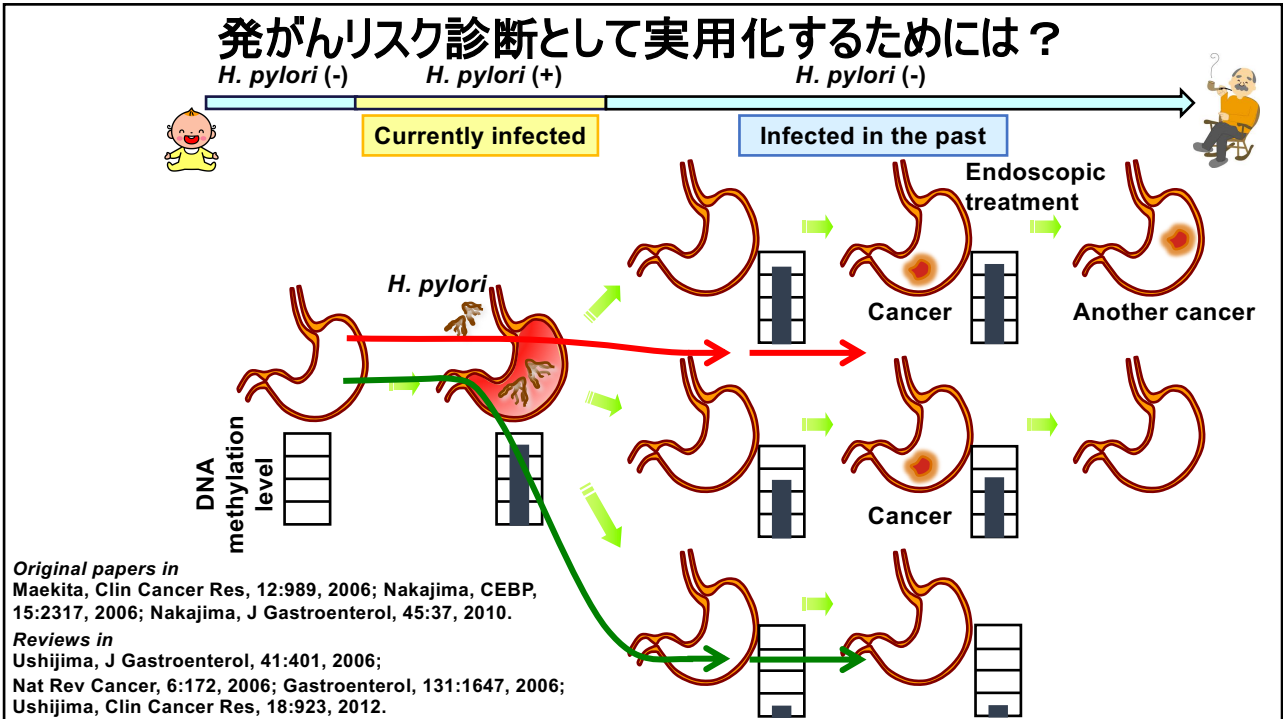 発がんリスク診断として実用化するためには？
H. pylori (-)
H. pylori (+)
H. pylori (-)
Currently infected
Infected in the past
Endoscopic
treatment
H. pylori
Cancer
Another cancer
DNA
methylation
level
Cancer
Original papers in
Maekita, Clin Cancer Res, 12:989, 2006; Nakajima, CEBP,
15:2317, 2006; Nakajima, J Gastroenterol, 45:37, 2010.
Reviews in
Ushijima, J Gastroenterol, 41:401, 2006;
Nat Rev Cancer, 6:172, 2006; Gastroenterol, 131:1647, 2006;
Ushijima, Clin Cancer Res, 18:923, 2012.